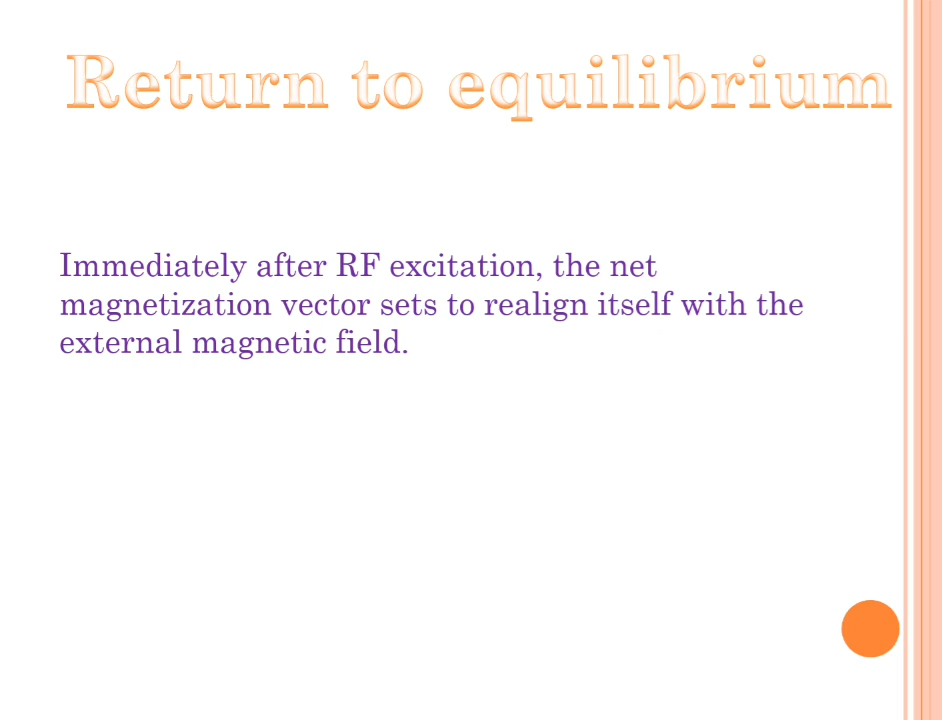 Return to equilibrium
Immediately after RF excitation, the net
magnetization vector sets to realign itself with the
external magnetic field.